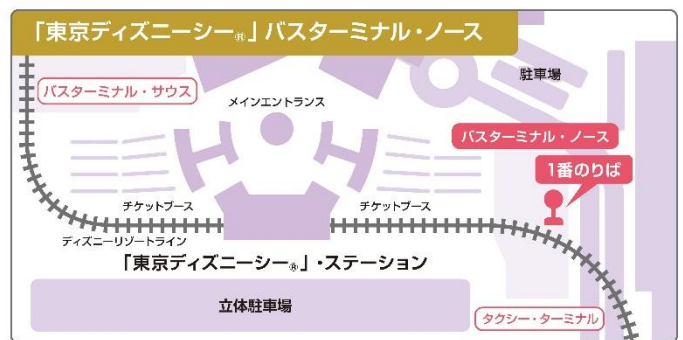 「東京ディズニーシー®」バスターミナル・ノース
駐車場
バスターミナル・サウス
メインエントランス
バスターミナル・ノース
1番のりば
チケットブース
チケットブース
ディズニーリゾートライン
「東京ディズニーシー®」・ステーション
立体駐車場
タクシー・ターミナル